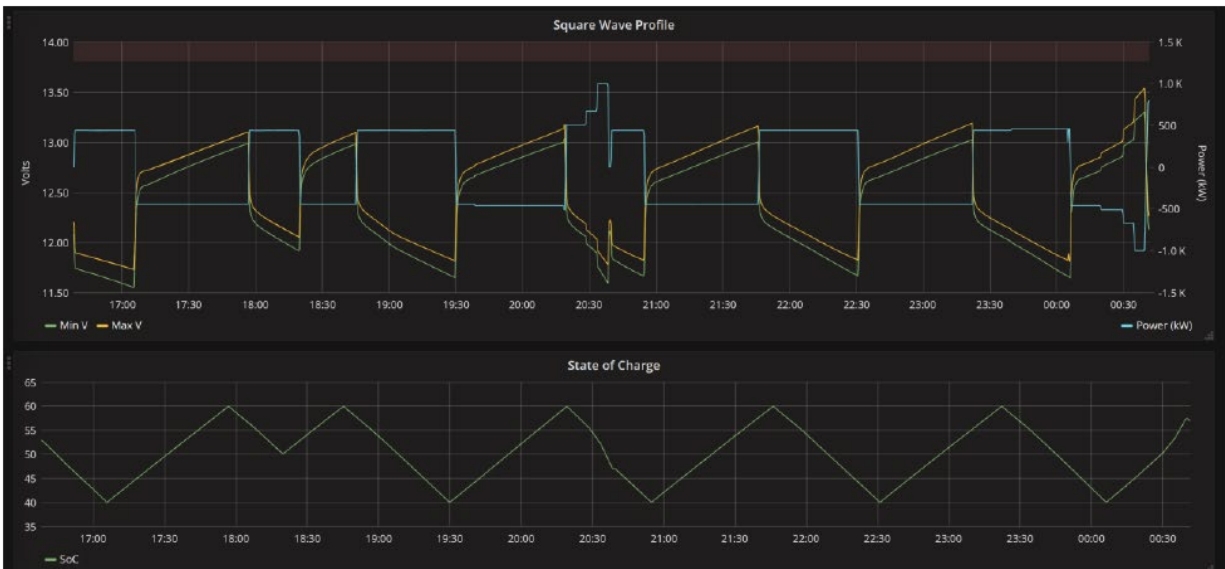 Square Wave Profile
14.00
13.50
13.00
12.50
12.00
11.50
Volts
1.5 K
1.0 K
500
0
-500
-1.0 K
-1.5 K
Power (kW)
17:00 17:30 18:00 18:30 19:00 19:30 20:00 20:30 21:00 21:30 22:00 22:30 23:00 23:30 00:00 00:30
Min V Max V Power (kW)
State of Charge
65
60
55
50
45
40
35
17:00 17:30 18:00 18:30 19:00 19:30 20:00 20:30 21:00 21:30 22:00 22:30 23:00 23:30 00:00 00:30
SoC